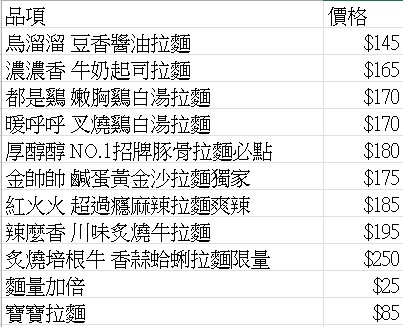 品項 價格
烏溜溜 豆香醬油拉麵 $145
濃濃香 牛奶起司拉麵 $165
都是鷄 嫩胸鷄白湯拉麵 $170
暖呼呼 叉燒鷄白湯拉麵 $170
厚醇醇 NO.1招牌豚骨拉麵必點 $180
金帥帥 鹹蛋黃金沙拉麵獨家 $175
紅火火 超過癮麻辣拉麵爽辣 $185
辣麼香 川味炙燒牛拉麵 $195
炙燒培根牛 香蒜蛤蜊拉麵限量 $250
麵量加倍 $25
寶寶拉麵 $85